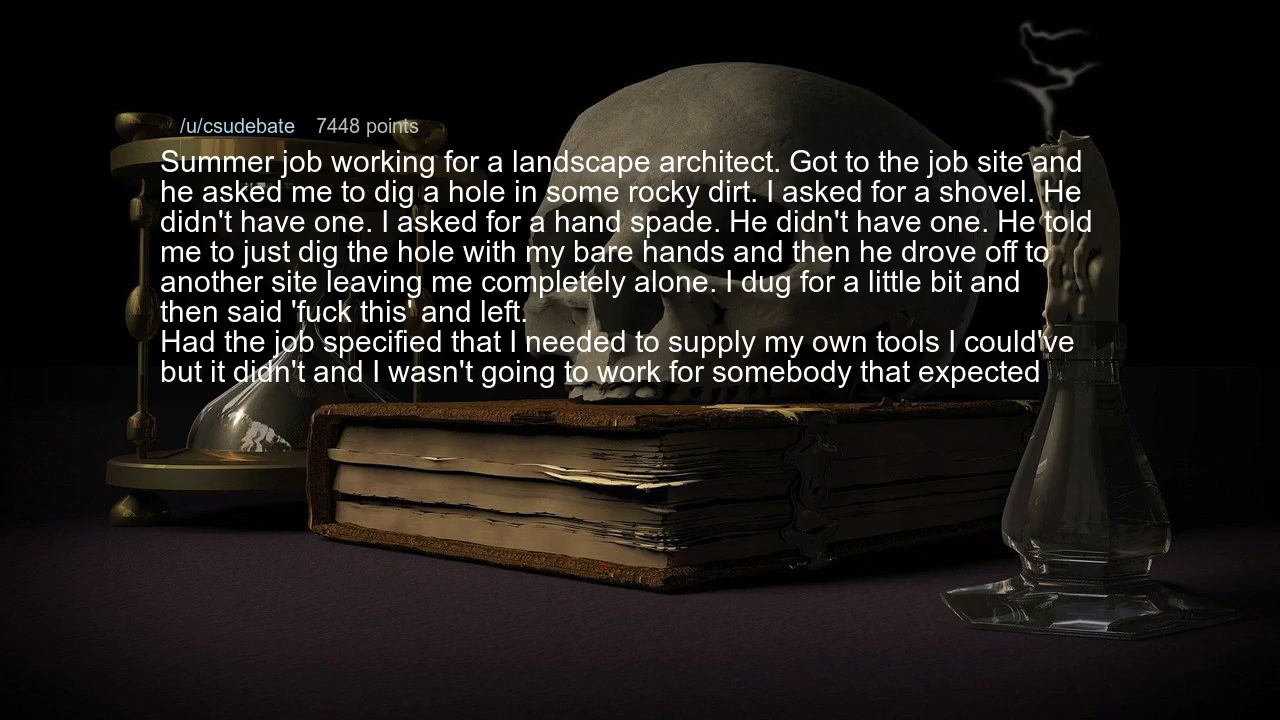 /u/csudebate 7448 points
Summer job working for a landscape architect. Got to the job site and
he asked me to dig a hole in some rocky dirt. I asked for a shovel. He
didn't have one. I asked for a hand spade. He didn't have one. He told
me to just dig the hole with my bare hands and then he drove off to
another site leaving me completely alone. I dug for a little bit and
then said 'fuck this' and left.
Had the job specified that I needed to supply my own tools I could've
but it didn't and I wasn't going to work for somebody that expected